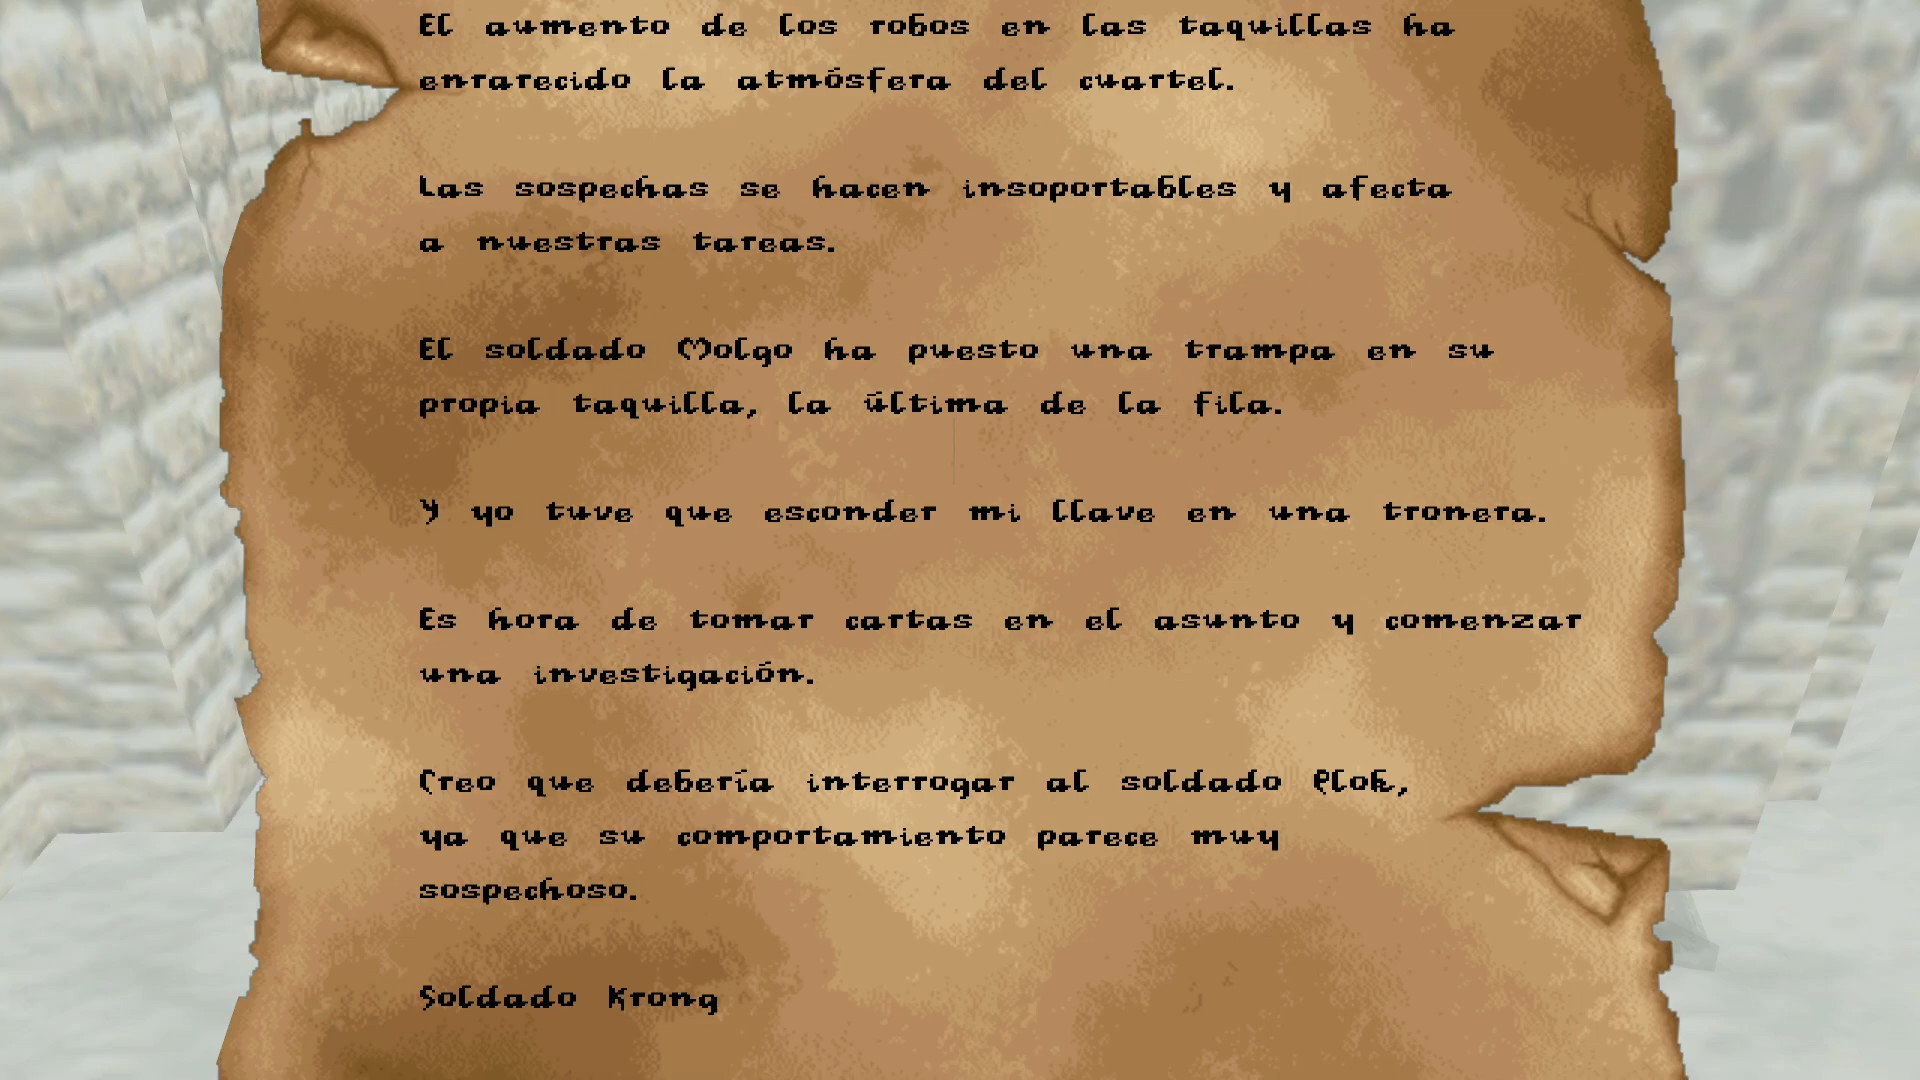 El aumento de los robos en las taquillas ha
enrarecido la atmósfera del cuartel.
Las sospechas se hacen insoportables y afecta
a nuestras tareas.
El soldado Molgo ha puesto una trampa en su
propia taquilla, la última de la fila.
Y yo tuve que esconder mi llave en una tronera.
Es hora de tomar cartas en el asunto y comenzar
una investigación.
Creo que debería interrogar al soldado Plok,
ya que su comportamiento parece muy
sospechoso.
Soldado Krong